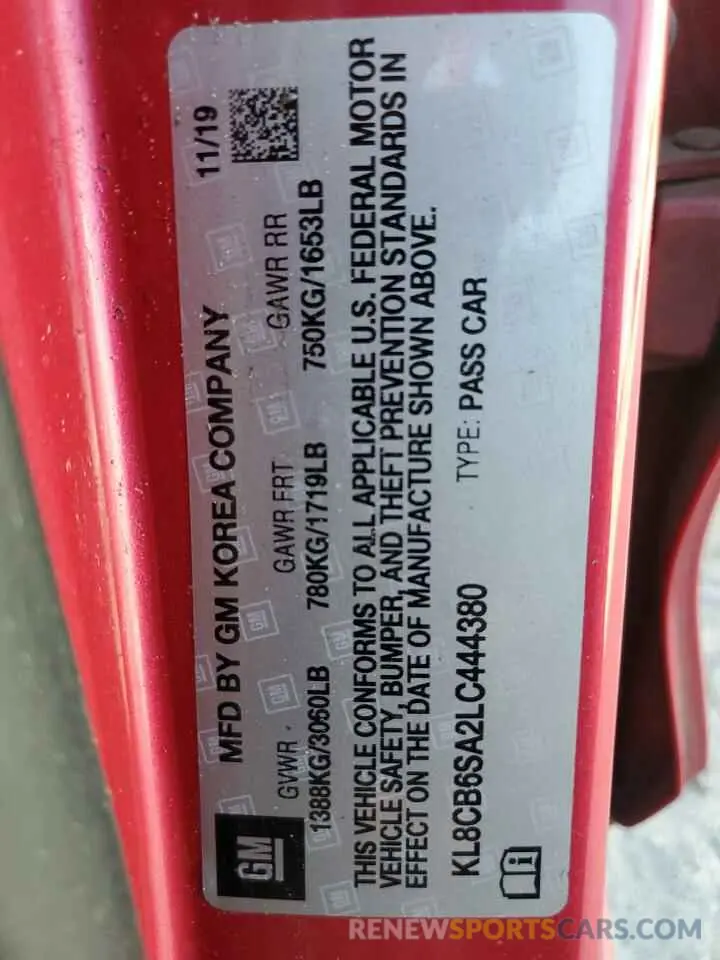 MFD BY GM KOREA COMPANY 11/19
GVWR GAWR FRT GAWR RR
1388KG/3060LB 780KG/1719LB 750KG/1653LB
THIS VEHICLE CONFORMS TO ALL APPLICABLE U.S. FEDERAL MOTOR
VEHICLE SAFETY, BUMPER, AND THEFT PREVENTION STANDARDS IN
EFFECT ON THE DATE OF MANUFACTURE SHOWN ABOVE.
KL8CB6SA2LC444380 TYPE: PASS CAR
GM
RENEWSPORTSCARS.COM